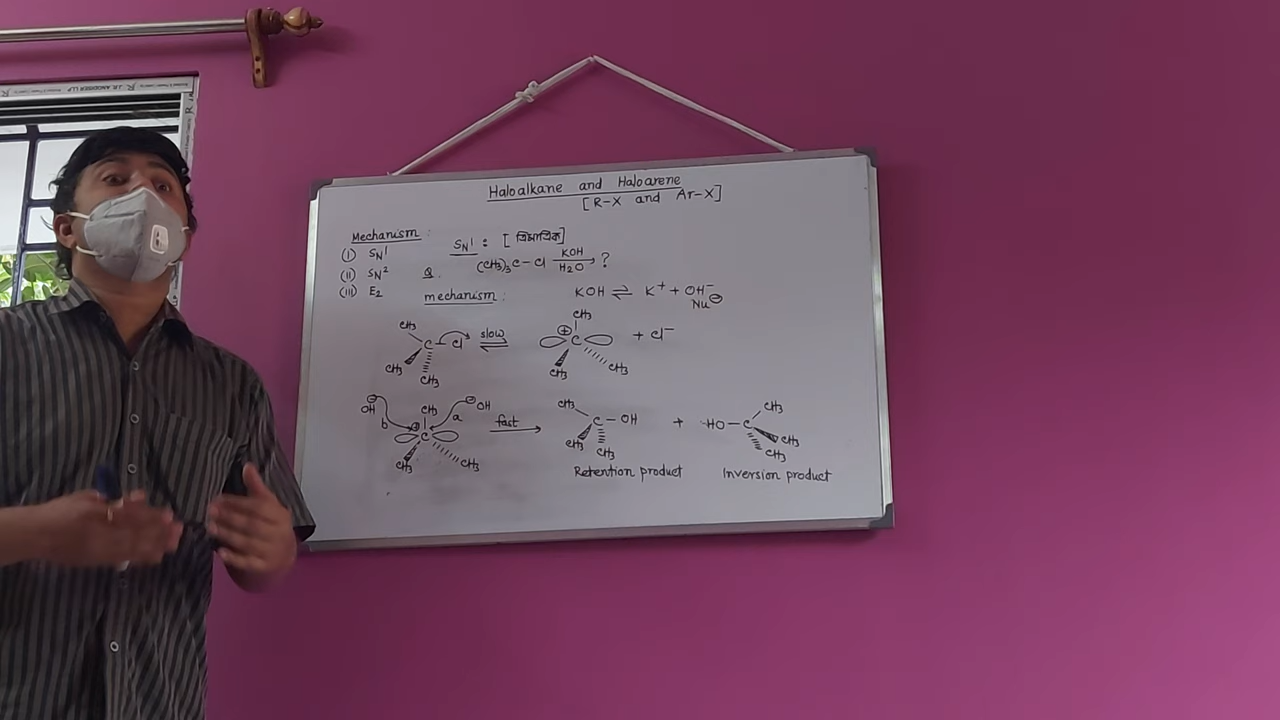 Haloalkane and Haloarene
[R-X and Ar-X]
Mechanism :
(i) SN1
(ii) SN2
(iii) E2
SN1 : [ ]
Q. (CH3)3C-Cl KOH/H2O → ?
mechanism : KOH ⇌ K+ + OH-
Nu⊖
CH3 C Cl CH3 CH3 slow ⇌ CH3 ⊕ C CH3 CH3 + Cl-
⊖OH b CH3 ⊕ C a ⊖OH CH3 CH3 fast → CH3 C-OH CH3 CH3 + HO-C CH3 CH3 CH3
Retention product Inversion product